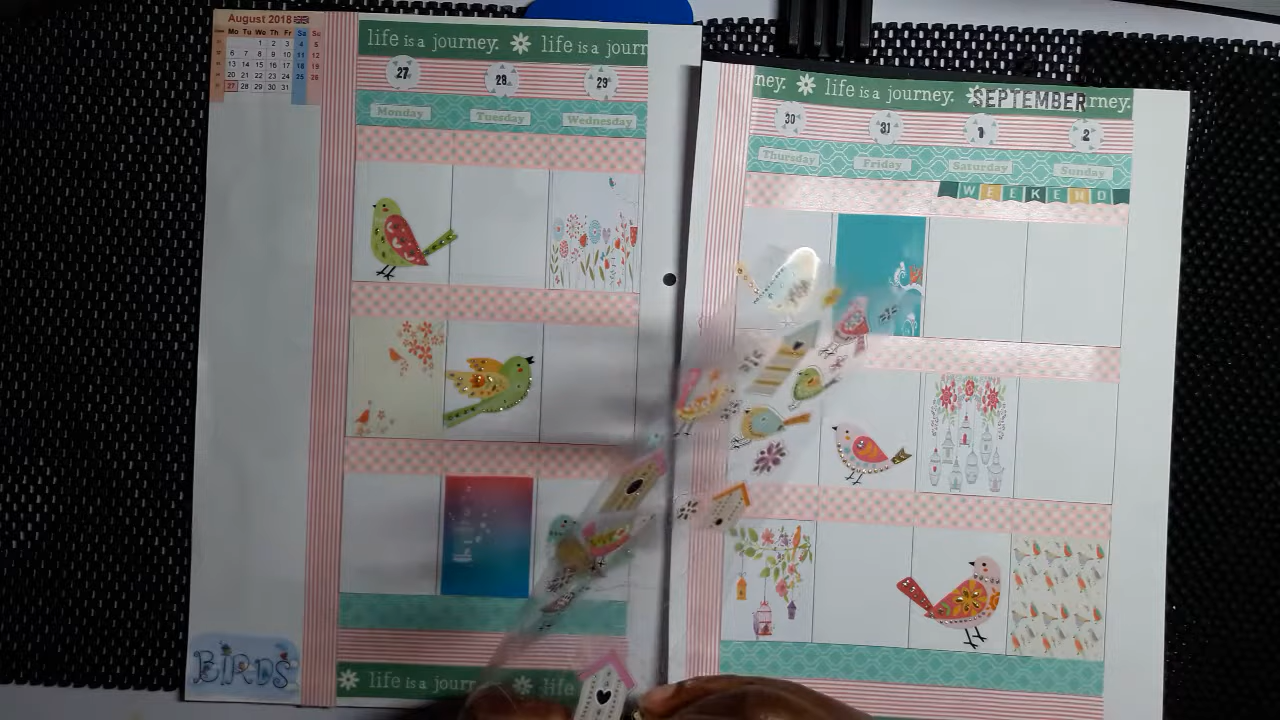 August 2018
Mo Tu We Th Fr Sa Su
1 2 3 4 5
6 7 8 9 10 11 12
13 14 15 16 17 18 19
20 21 22 23 24 25 26
27 28 29 30 31
life is a journey. life is a jour
27 28 29
Monday Tuesday Wednesday
ney. life is a journey. rney.
SEPTEMBER
30 31 1 2
Thursday Friday Saturday Sunday
WEEKEND
BIRDS
life is a jour life